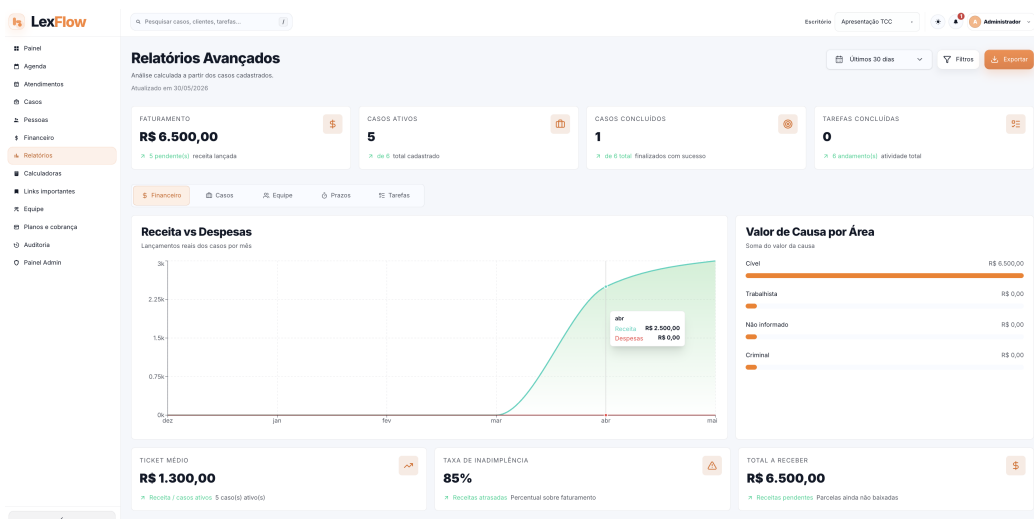 LexFlow
Pesquisar casos, clientes, tarefas...
/
Escritório
Apresentação TCC
1
A
Administrador
Painel
Agenda
Atendimentos
Casos
Pessoas
Financeiro
Relatórios
Calculadoras
Links importantes
Equipe
Planos e cobrança
Auditoria
Painel Admin
Relatórios Avançados
Análise calculada a partir dos casos cadastrados.
Atualizado em 30/05/2026
Últimos 30 dias
Filtros
Exportar
FATURAMENTO
R$ 6.500,00
5 pendente(s) receita lançada
CASOS ATIVOS
5
de 6 total cadastrado
CASOS CONCLUÍDOS
1
de 6 total finalizados com sucesso
TAREFAS CONCLUÍDAS
0
6 andamento(s) atividade total
Financeiro
Casos
Equipe
Prazos
Tarefas
Receita vs Despesas
Lançamentos reais dos casos por mês
3k
2.25k
1.5k
0.75k
0k
dez jan fev mar abr mai
abr
Receita R$ 2.500,00
Despesas R$ 0,00
Valor de Causa por Área
Soma do valor da causa
Cível R$ 6.500,00
Trabalhista R$ 0,00
Não informado R$ 0,00
Criminal R$ 0,00
TICKET MÉDIO
R$ 1.300,00
Receita / casos ativos 5 caso(s) ativo(s)
TAXA DE INADIMPLÊNCIA
85%
Receitas atrasadas Percentual sobre faturamento
TOTAL A RECEBER
R$ 6.500,00
Receitas pendentes Parcelas ainda não baixadas